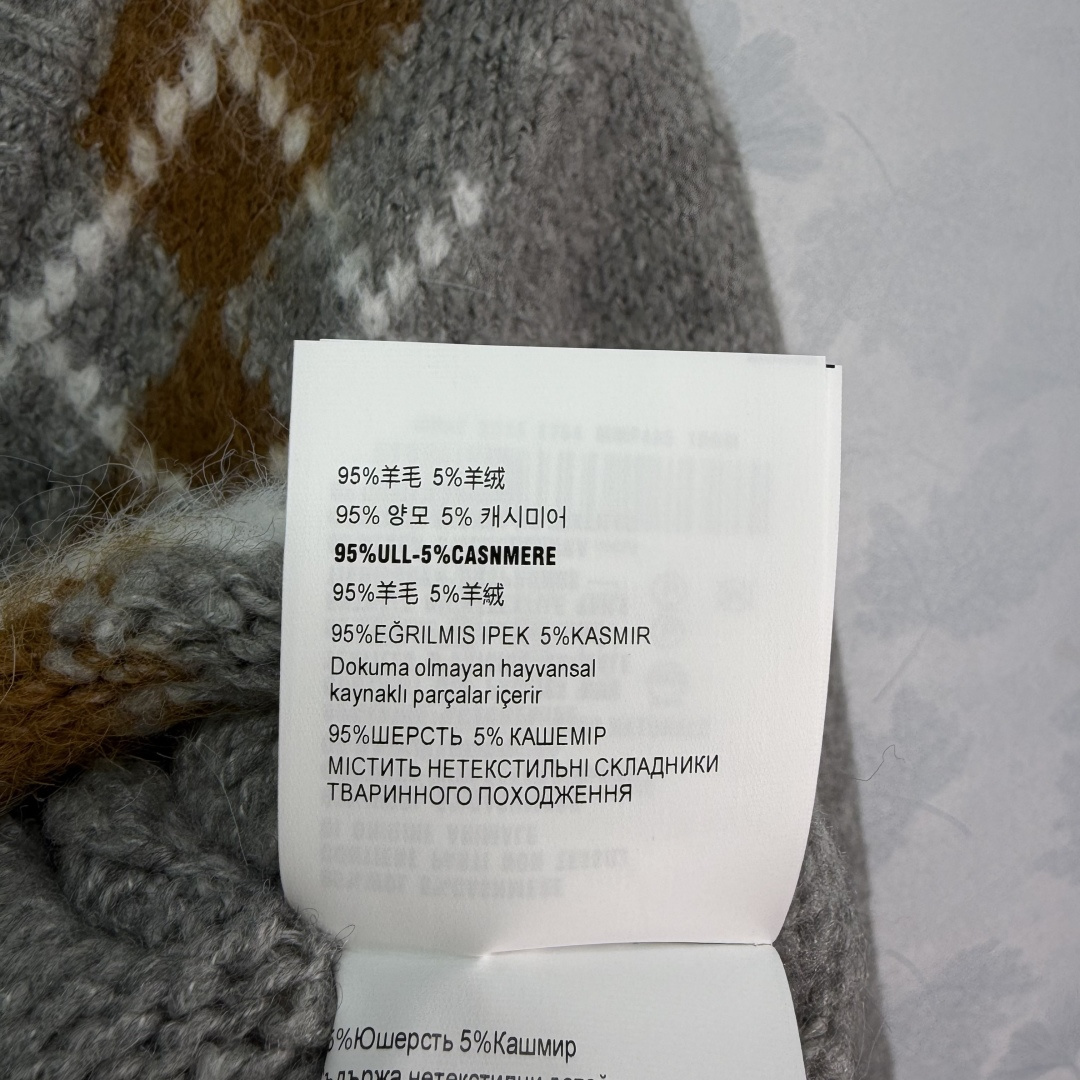 95%羊毛 5%羊绒
95% 양모 5% 캐시미어
95%ULL-5%CASNMERE
95%羊毛 5%羊絨
95%EĞRILMIS IPEK 5%KASMIR
Dokuma olmayan hayvansal
kaynaklı parçalar içerir
95%ШЕРСТЬ 5% КАШЕМІР
МІСТИТЬ НЕТЕКСТИЛЬНІ СКЛАДНИКИ
ТВАРИННОГО ПОХОДЖЕННЯ
5%Юшерсть 5%Кашмир